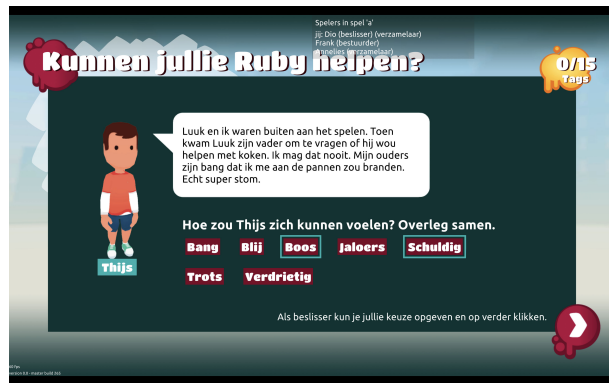 Spelers in spel 'a'
jij: Dio (beslisser) (verzamelaar)
Frank (bestuurder)
Annelies (verzamelaar)
Kunnen jullie Ruby helpen?
0/15
Tags
Luuk en ik waren buiten aan het spelen. Toen
kwam Luuk zijn vader om te vragen of hij wou
helpen met koken. Ik mag dat nooit. Mijn ouders
zijn bang dat ik me aan de pannen zou branden.
Echt super stom.
Hoe zou Thijs zich kunnen voelen? Overleg samen.
Bang Blij Boos Jaloers Schuldig
Thijs
Trots Verdrietig
Als beslisser kun je jullie keuze opgeven en op verder klikken.